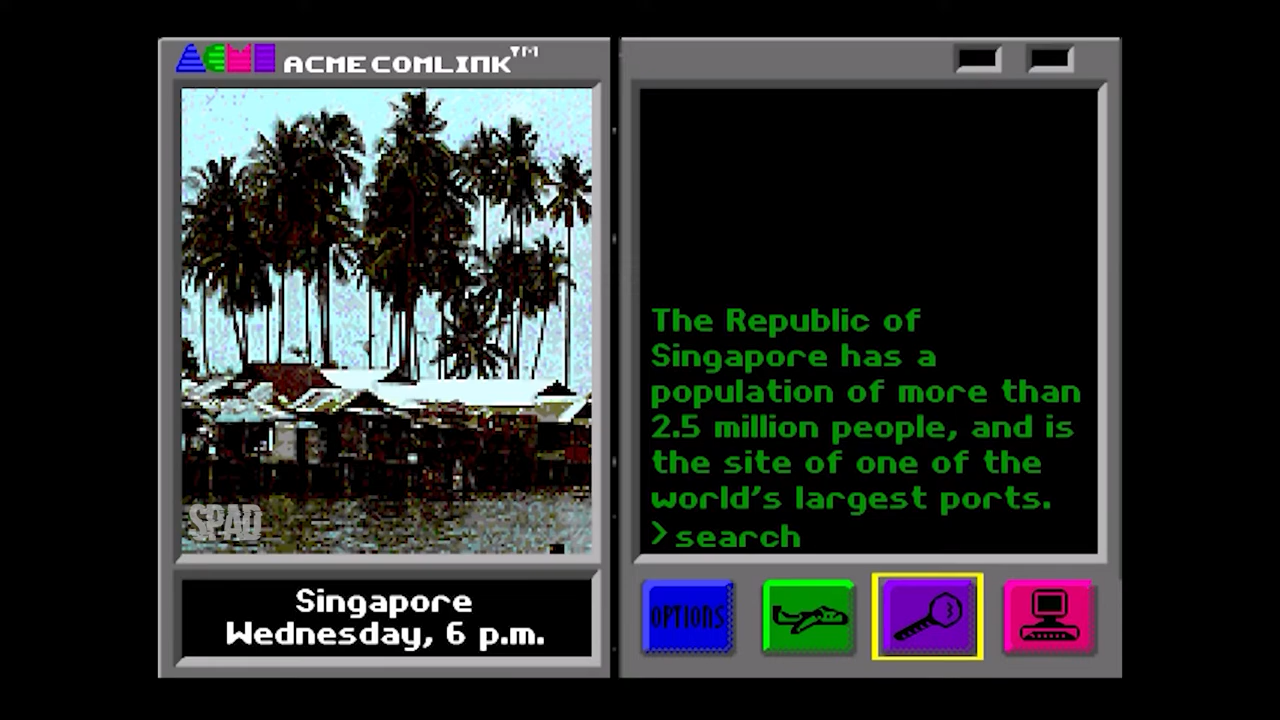 ACME ACME COMLINK™
The Republic of
Singapore has a
population of more than
2.5 million people, and is
the site of one of the
world's largest ports.
>search
SPAD
Singapore
Wednesday, 6 p.m.
OPTIONS